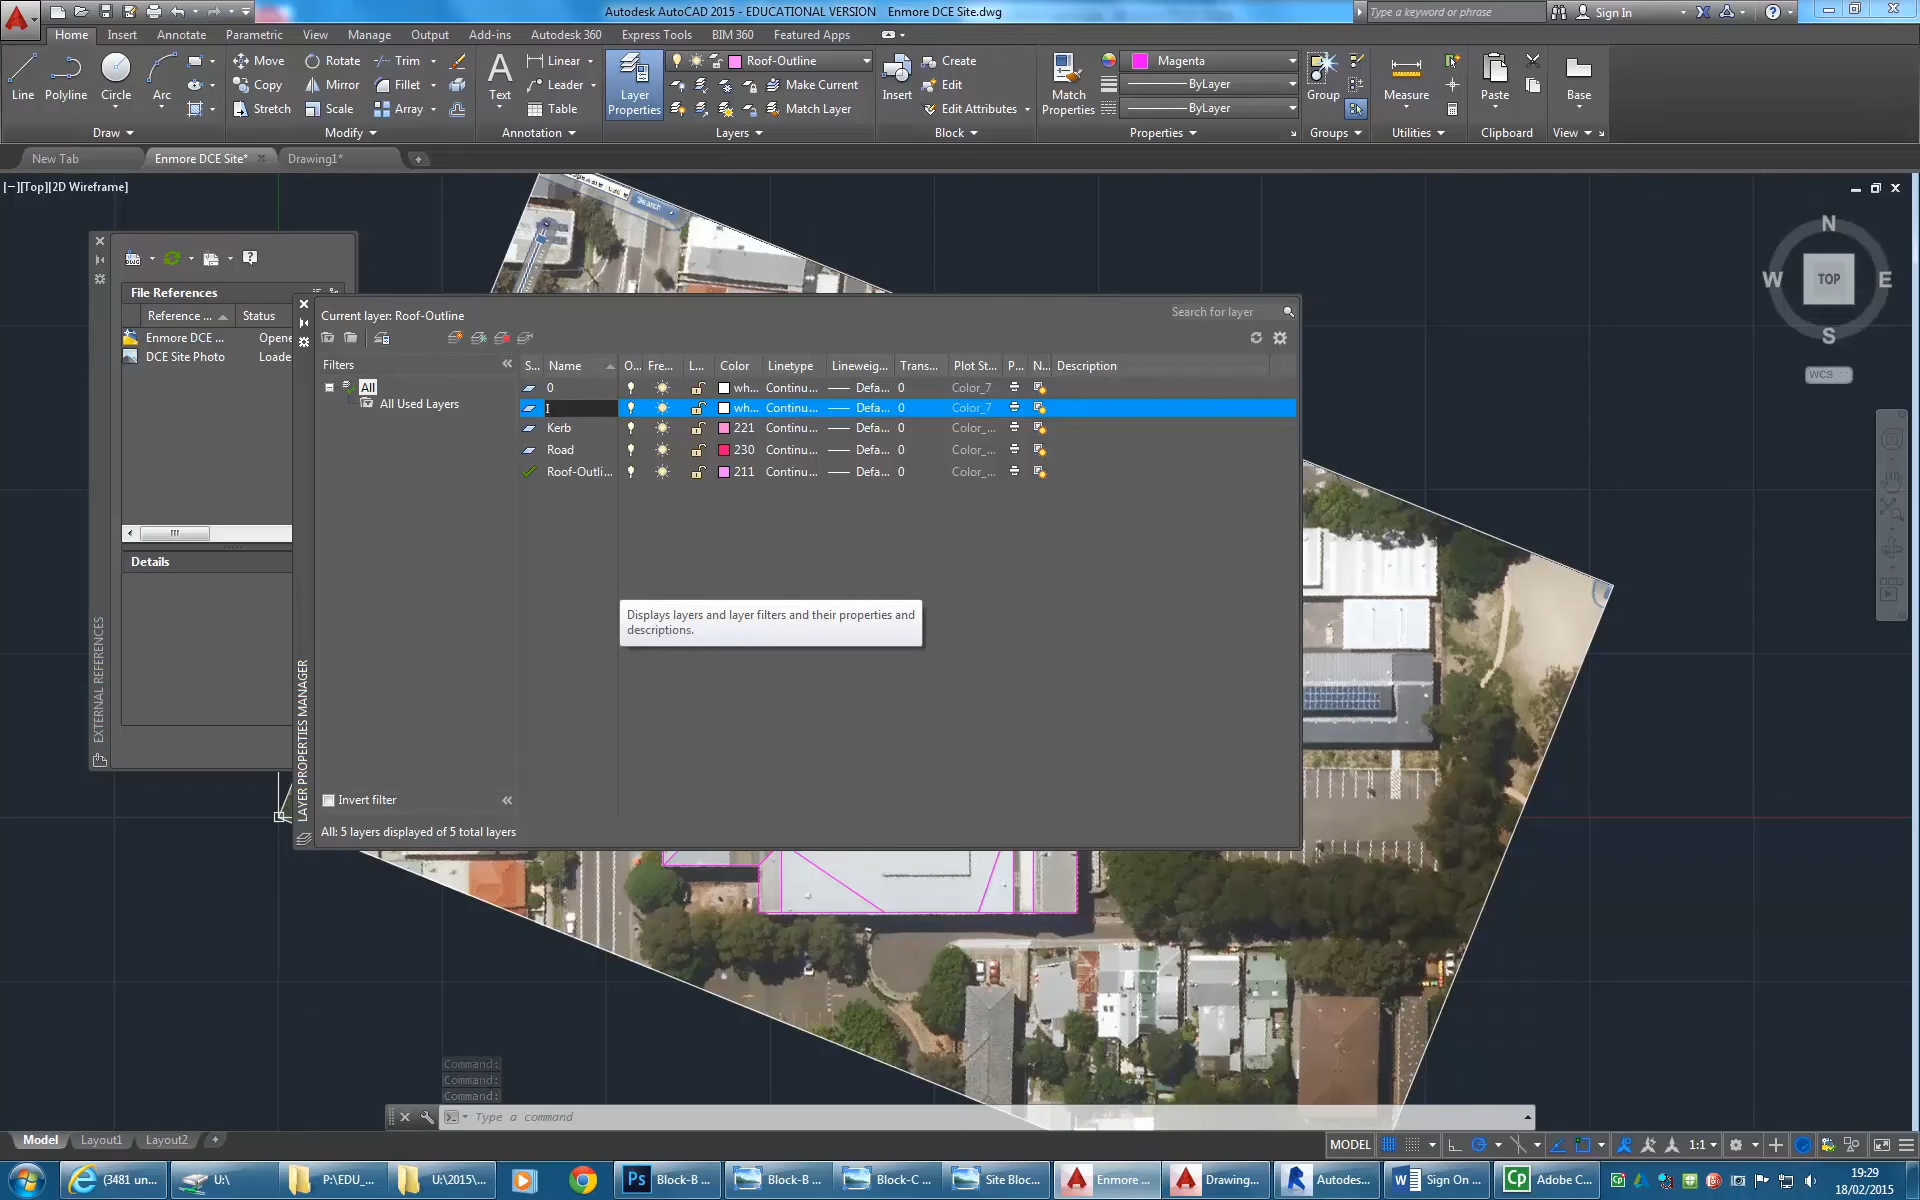 Autodesk AutoCAD 2015 - EDUCATIONAL VERSION Enmore DCE Site.dwg
Type a keyword or phrase
Sign In
Home Insert Annotate Parametric View Manage Output Add-ins Autodesk 360 Express Tools BIM 360 Featured Apps
Line Polyline Circle Arc
Draw
Move Rotate Trim
Copy Mirror Fillet
Stretch Scale Array
Modify
Text
Linear
Leader
Table
Annotation
Layer Properties
Roof-Outline
Make Current
Match Layer
Layers
Insert
Create
Edit
Edit Attributes
Block
Match Properties
Magenta
ByLayer
ByLayer
Properties
Group
Groups
Measure
Utilities
Paste
Clipboard
Base
View
New Tab Enmore DCE Site* Drawing1*
[−][Top][2D Wireframe]
Search
N
W TOP E
S
WCS
File References
Reference ... Status
Enmore DCE ... Opene
DCE Site Photo Loade
Details
EXTERNAL REFERENCES
Current layer: Roof-Outline
Search for layer
Filters
All
All Used Layers
S... Name O... Fre... L... Color Linetype Lineweig... Trans... Plot St... P... N... Description
0 wh... Continu... Defa... 0 Color_7
wh... Continu... Defa... 0 Color_7
Kerb 221 Continu... Defa... 0 Color_...
Road 230 Continu... Defa... 0 Color_...
Roof-Outli... 211 Continu... Defa... 0 Color_...
Displays layers and layer filters and their properties and
descriptions.
Invert filter
All: 5 layers displayed of 5 total layers
LAYER PROPERTIES MANAGER
Command:
Command:
Command:
Type a command
Model Layout1 Layout2
MODEL
1:1
(3481 un...
U:\
P:\EDU_...
U:\2015\...
Ps Block-B ...
Block-B ...
Block-C ...
Site Bloc...
Enmore ...
Drawing...
Autodes...
Sign On ...
Cp Adobe C...
19:29
18/02/2015